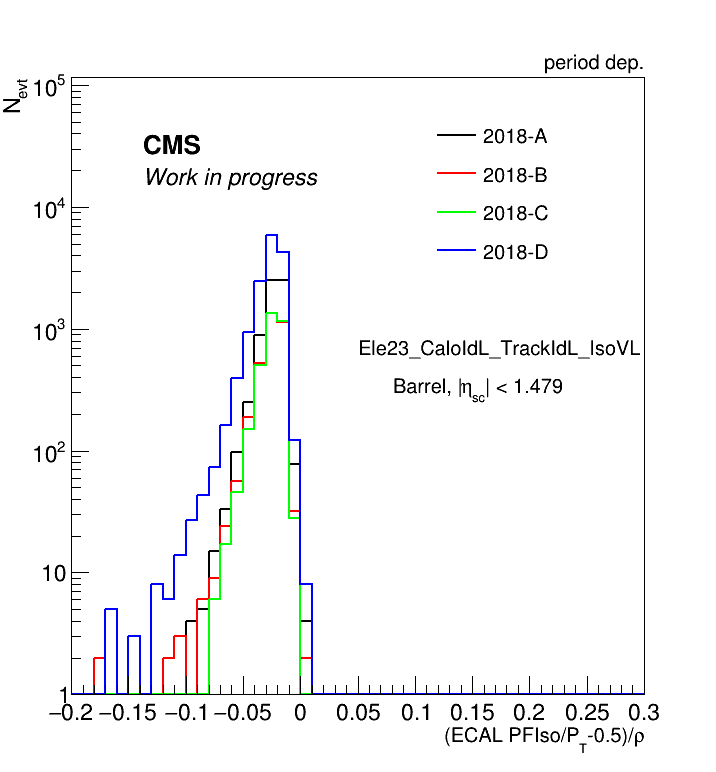 period dep.
N_evt
10^5
CMS
Work in progress
2018-A
2018-B
2018-C
2018-D
10^4
10^3
Ele23_CaloIdL_TrackIdL_IsoVL
Barrel, |η_sc| < 1.479
10^2
10
1
−0.2 −0.15 −0.1 −0.05 0 0.05 0.1 0.15 0.2 0.25 0.3
(ECAL PFIso/P_T-0.5)/ρ